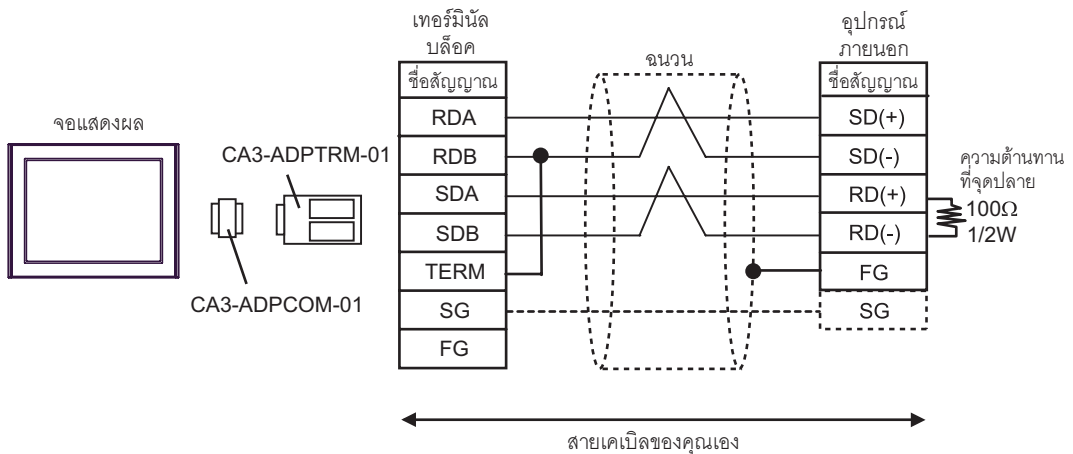 เทอร์มินัล
บล็อค
อุปกรณ์
ภายนอก
ฉนวน
ชื่อสัญญาณ
ชื่อสัญญาณ
จอแสดงผล
CA3-ADPTRM-01
CA3-ADPCOM-01
RDA
RDB
SDA
SDB
TERM
SG
FG
SD(+)
SD(-)
RD(+)
RD(-)
FG
SG
ความต้านทาน
ที่จุดปลาย
100Ω
1/2W
สายเคเบิลของคุณเอง